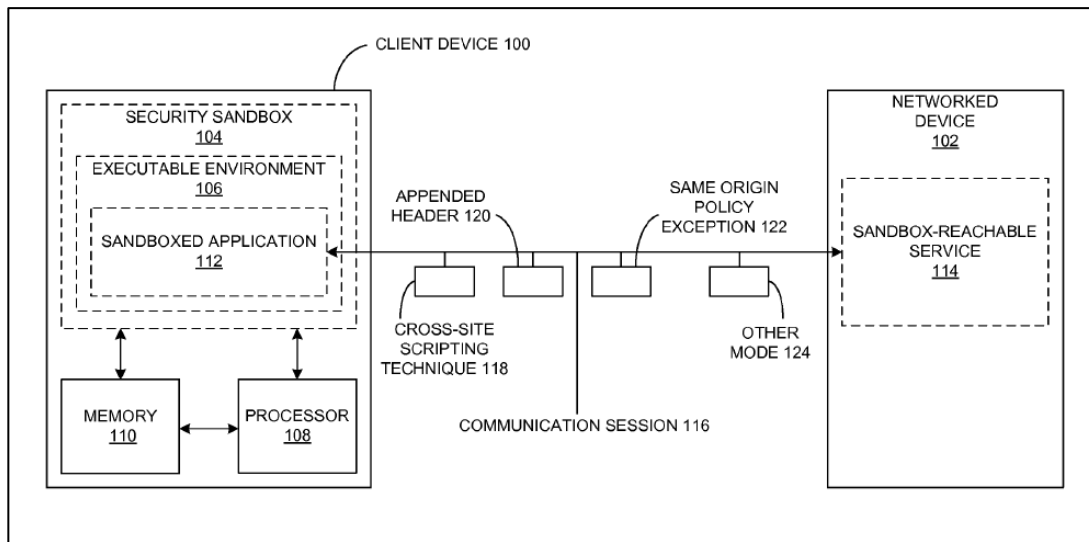 CLIENT DEVICE 100
SECURITY SANDBOX
104
EXECUTABLE ENVIRONMENT
106
SANDBOXED APPLICATION
112
MEMORY
110
PROCESSOR
108
APPENDED
HEADER 120
SAME ORIGIN
POLICY
EXCEPTION 122
CROSS-SITE
SCRIPTING
TECHNIQUE 118
OTHER
MODE 124
COMMUNICATION SESSION 116
NETWORKED
DEVICE
102
SANDBOX-REACHABLE
SERVICE
114